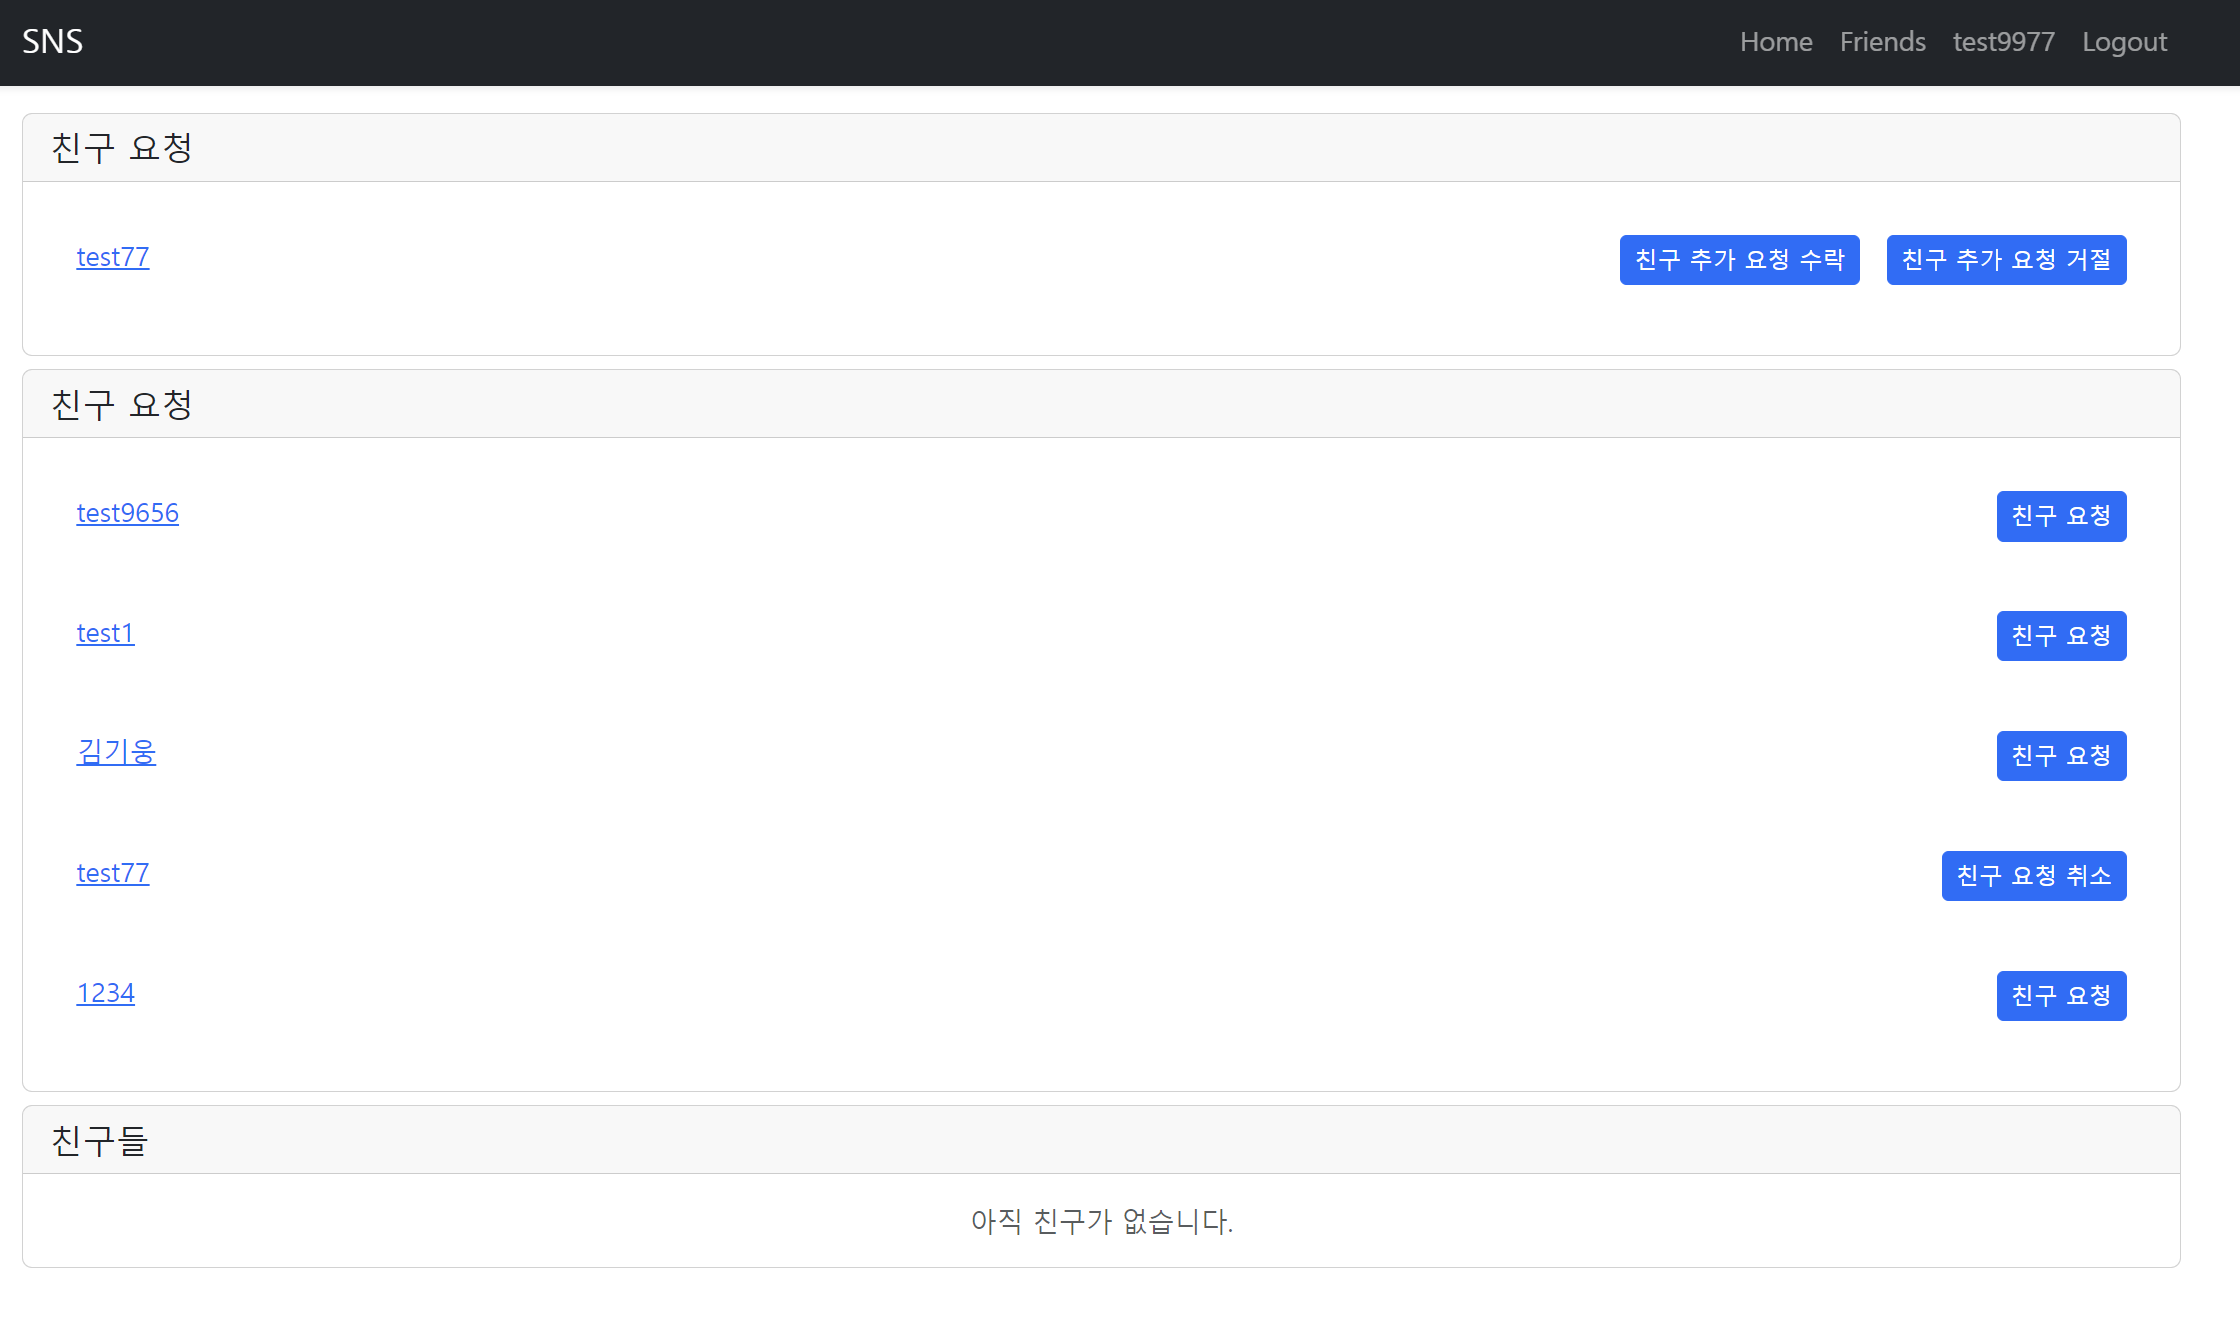 SNS Home Friends test9977 Logout
친구 요청
test77 친구 추가 요청 수락 친구 추가 요청 거절
친구 요청
test9656 친구 요청
test1 친구 요청
김기웅 친구 요청
test77 친구 요청 취소
1234 친구 요청
친구들
아직 친구가 없습니다.